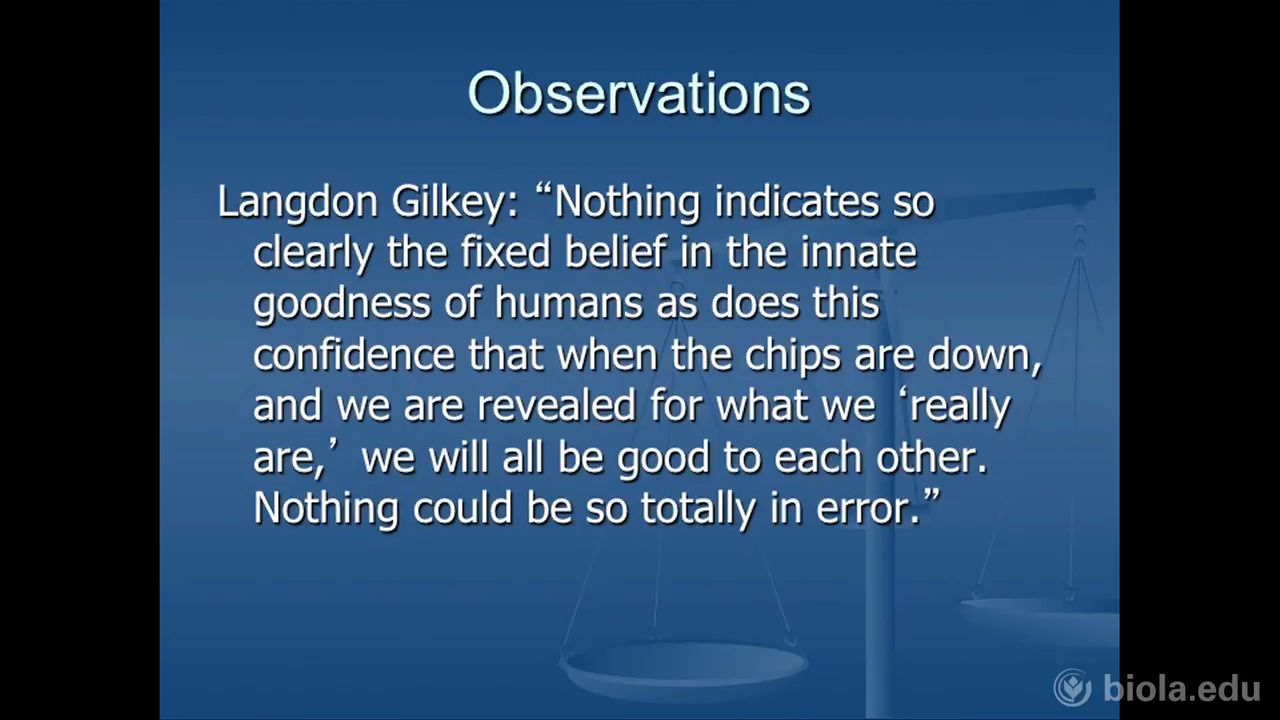 Observations
Langdon Gilkey: “Nothing indicates so
clearly the fixed belief in the innate
goodness of humans as does this
confidence that when the chips are down,
and we are revealed for what we ‘really
are,’ we will all be good to each other.
Nothing could be so totally in error.”
biola.edu